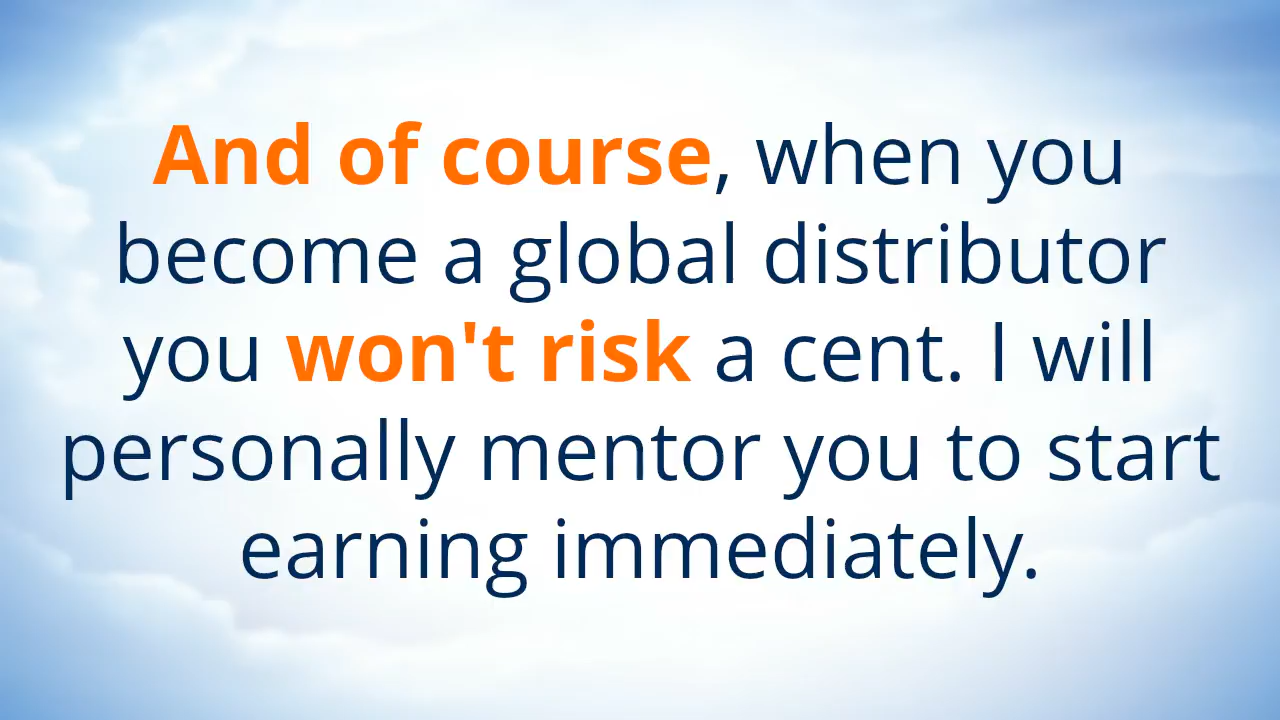 And of course, when you
become a global distributor
you won't risk a cent. I will
personally mentor you to start
earning immediately.